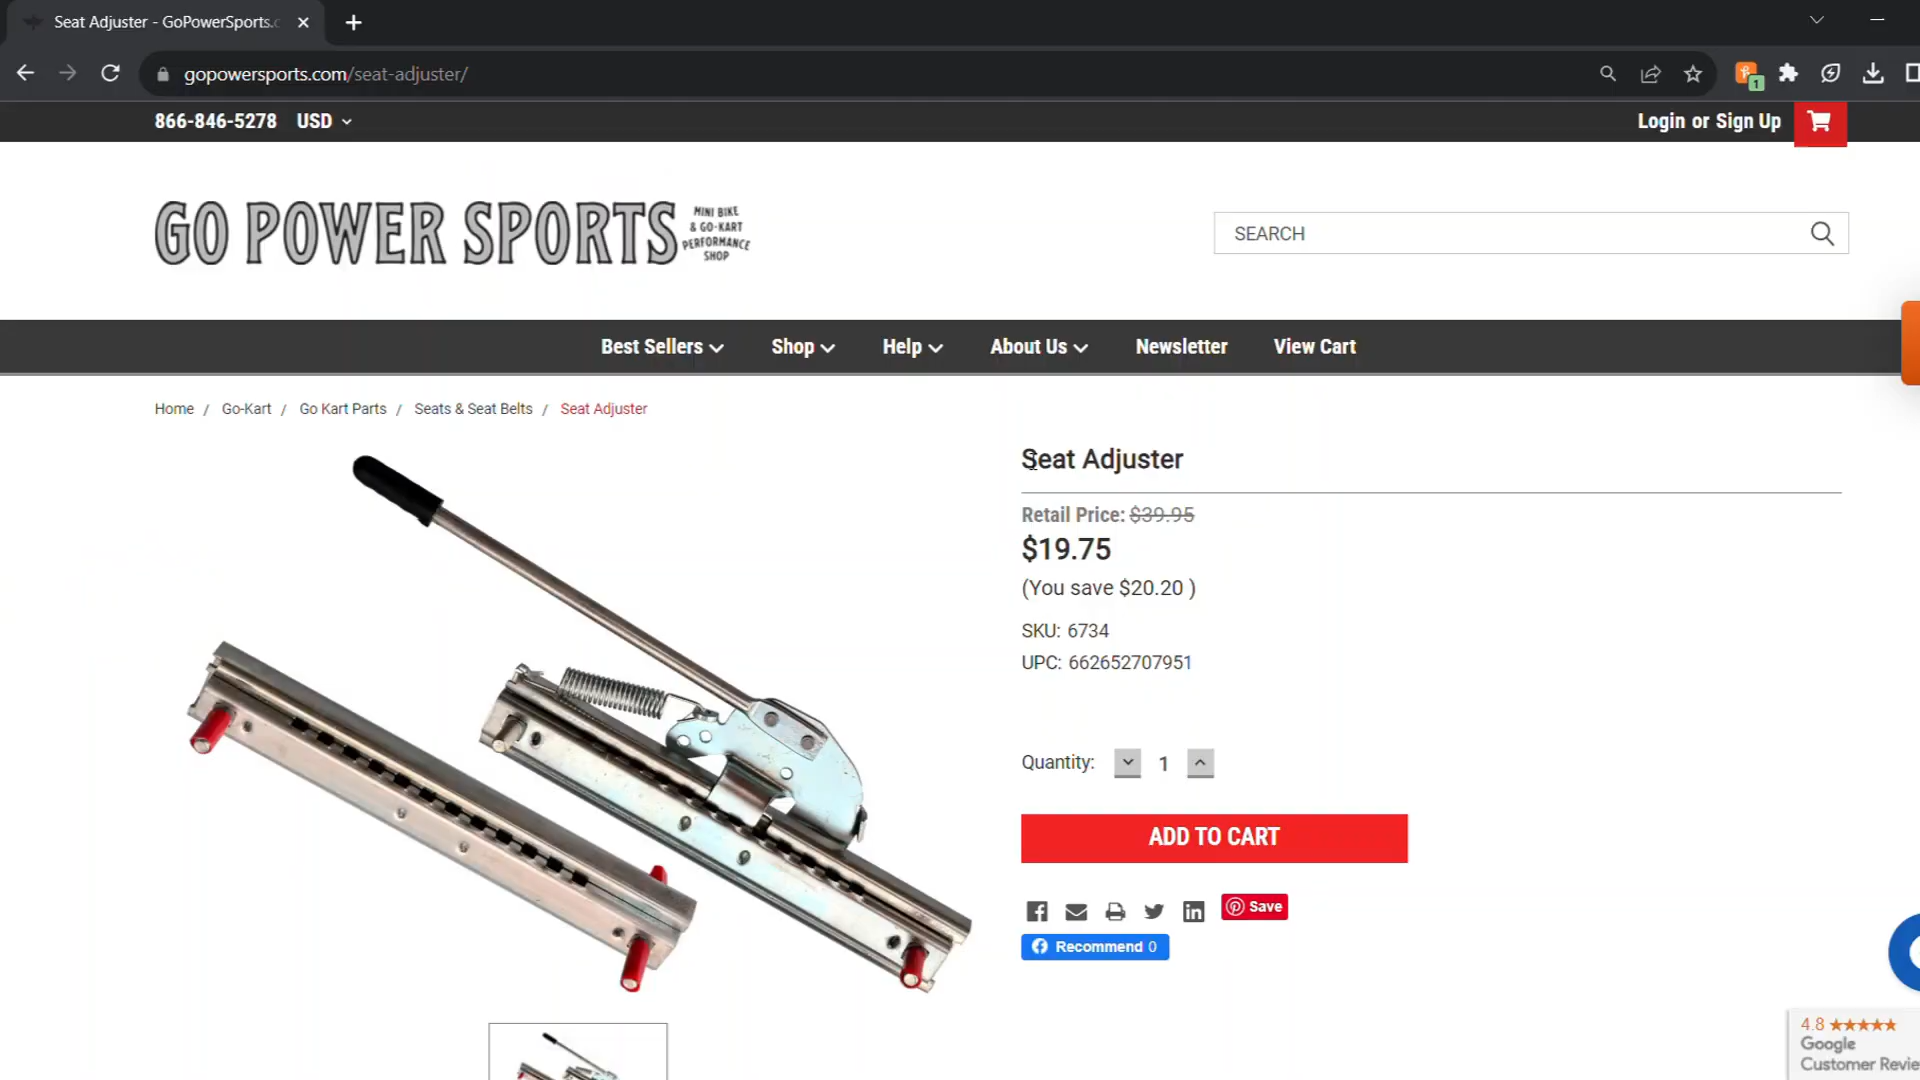 Seat Adjuster - GoPowerSports.c
gopowersports.com/seat-adjuster/
1
866-846-5278 USD
Login or Sign Up
GO POWER SPORTS
MINI BIKE
& GO-KART
PERFORMANCE
SHOP
SEARCH
Best Sellers Shop Help About Us Newsletter View Cart
Home / Go-Kart / Go Kart Parts / Seats & Seat Belts / Seat Adjuster
Seat Adjuster
Retail Price: $39.95
$19.75
(You save $20.20 )
SKU: 6734
UPC: 662652707951
Quantity: 1
ADD TO CART
Save
Recommend 0
4.8 ★★★★★
Google
Customer Revie